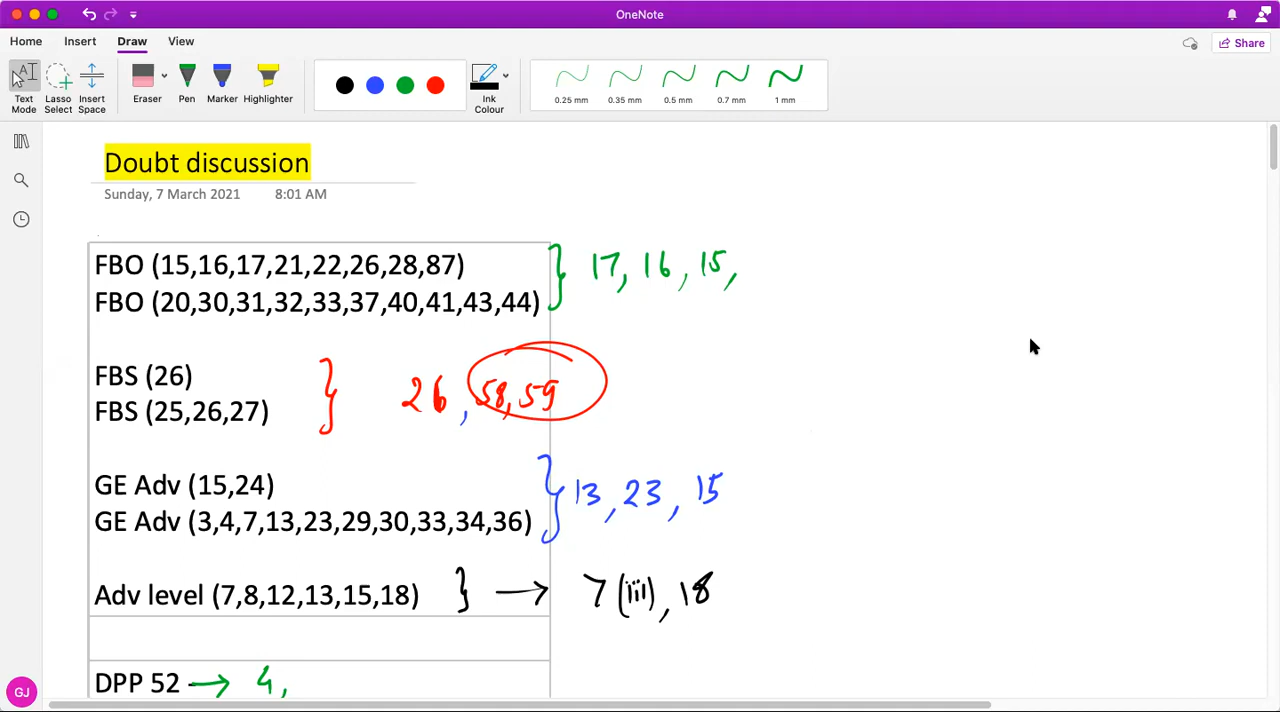 OneNote
Home Insert Draw View
Share
Text Mode
Lasso Select
Insert Space
Eraser
Pen
Marker
Highlighter
Ink Colour
0.25 mm
0.35 mm
0.5 mm
0.7 mm
1 mm
Doubt discussion
Sunday, 7 March 2021 8:01 AM
FBO (15,16,17,21,22,26,28,87) } 17, 16, 15,
FBO (20,30,31,32,33,37,40,41,43,44)
FBS (26) } 26, 58, 59
FBS (25,26,27)
GE Adv (15,24) } 13, 23, 15
GE Adv (3,4,7,13,23,29,30,33,34,36)
Adv level (7,8,12,13,15,18) } → 7 (iii), 18
DPP 52 → 4,
GJ